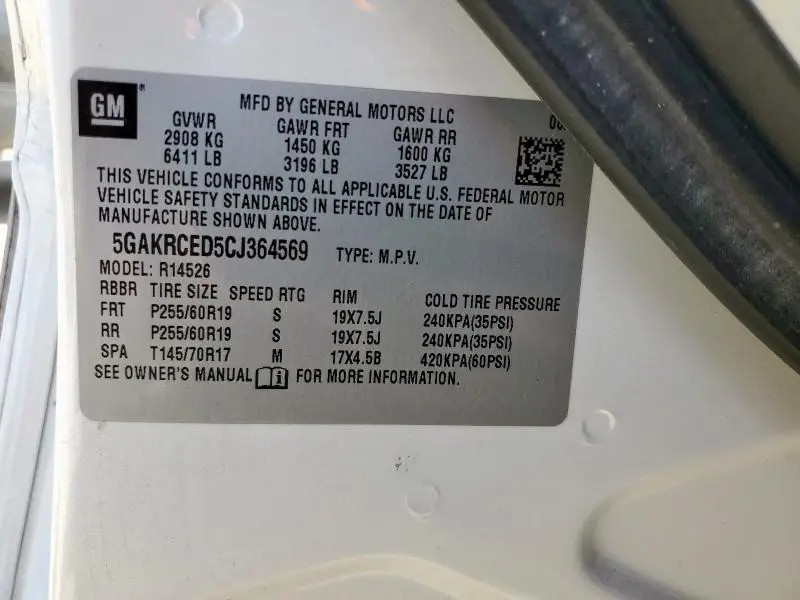 GM
MFD BY GENERAL MOTORS LLC
GVWR GAWR FRT GAWR RR
2908 KG 1450 KG 1600 KG
6411 LB 3196 LB 3527 LB
THIS VEHICLE CONFORMS TO ALL APPLICABLE U.S. FEDERAL MOTOR
VEHICLE SAFETY STANDARDS IN EFFECT ON THE DATE OF
MANUFACTURE SHOWN ABOVE.
5GAKRCED5CJ364569 TYPE: M.P.V.
MODEL: R14526
RBBR TIRE SIZE SPEED RTG RIM COLD TIRE PRESSURE
FRT P255/60R19 S 19X7.5J 240KPA(35PSI)
RR P255/60R19 S 19X7.5J 240KPA(35PSI)
SPA T145/70R17 M 17X4.5B 420KPA(60PSI)
SEE OWNER'S MANUAL FOR MORE INFORMATION.